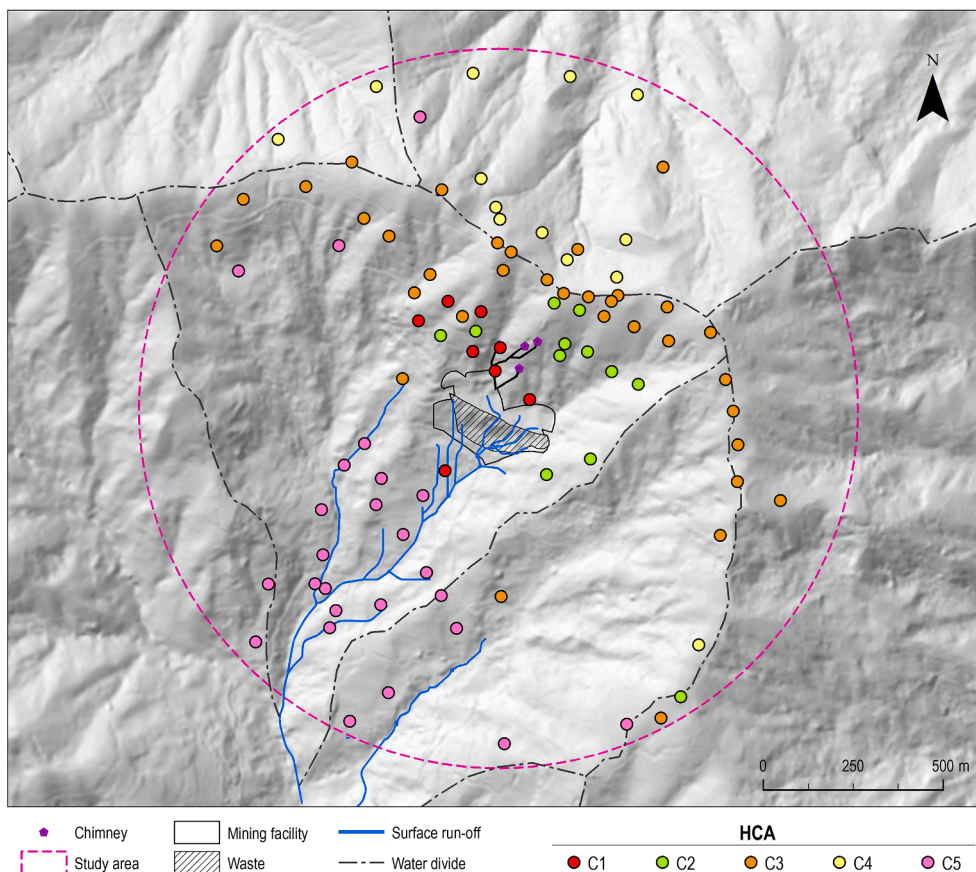 N
0 250 500 m
Chimney Mining facility Surface run-off HCA
Study area Waste Water divide C1 C2 C3 C4 C5